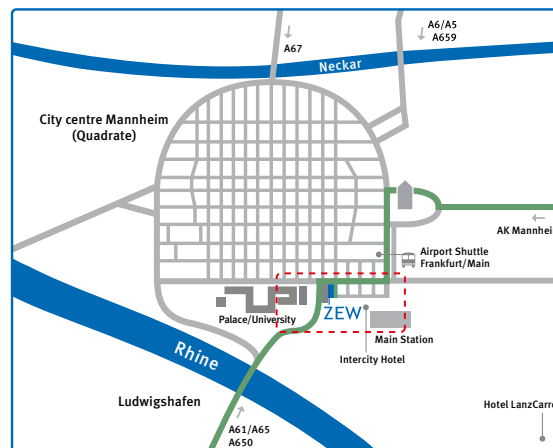 A6/A5
A659
A67
Neckar
City centre Mannheim
(Quadrate)
AK Mannhei
Airport Shuttle
Frankfurt/Main
ZEW
Palace/University
Main Station
Intercity Hotel
Rhine
Ludwigshafen
Hotel LanzCarre
A61/A65
A650